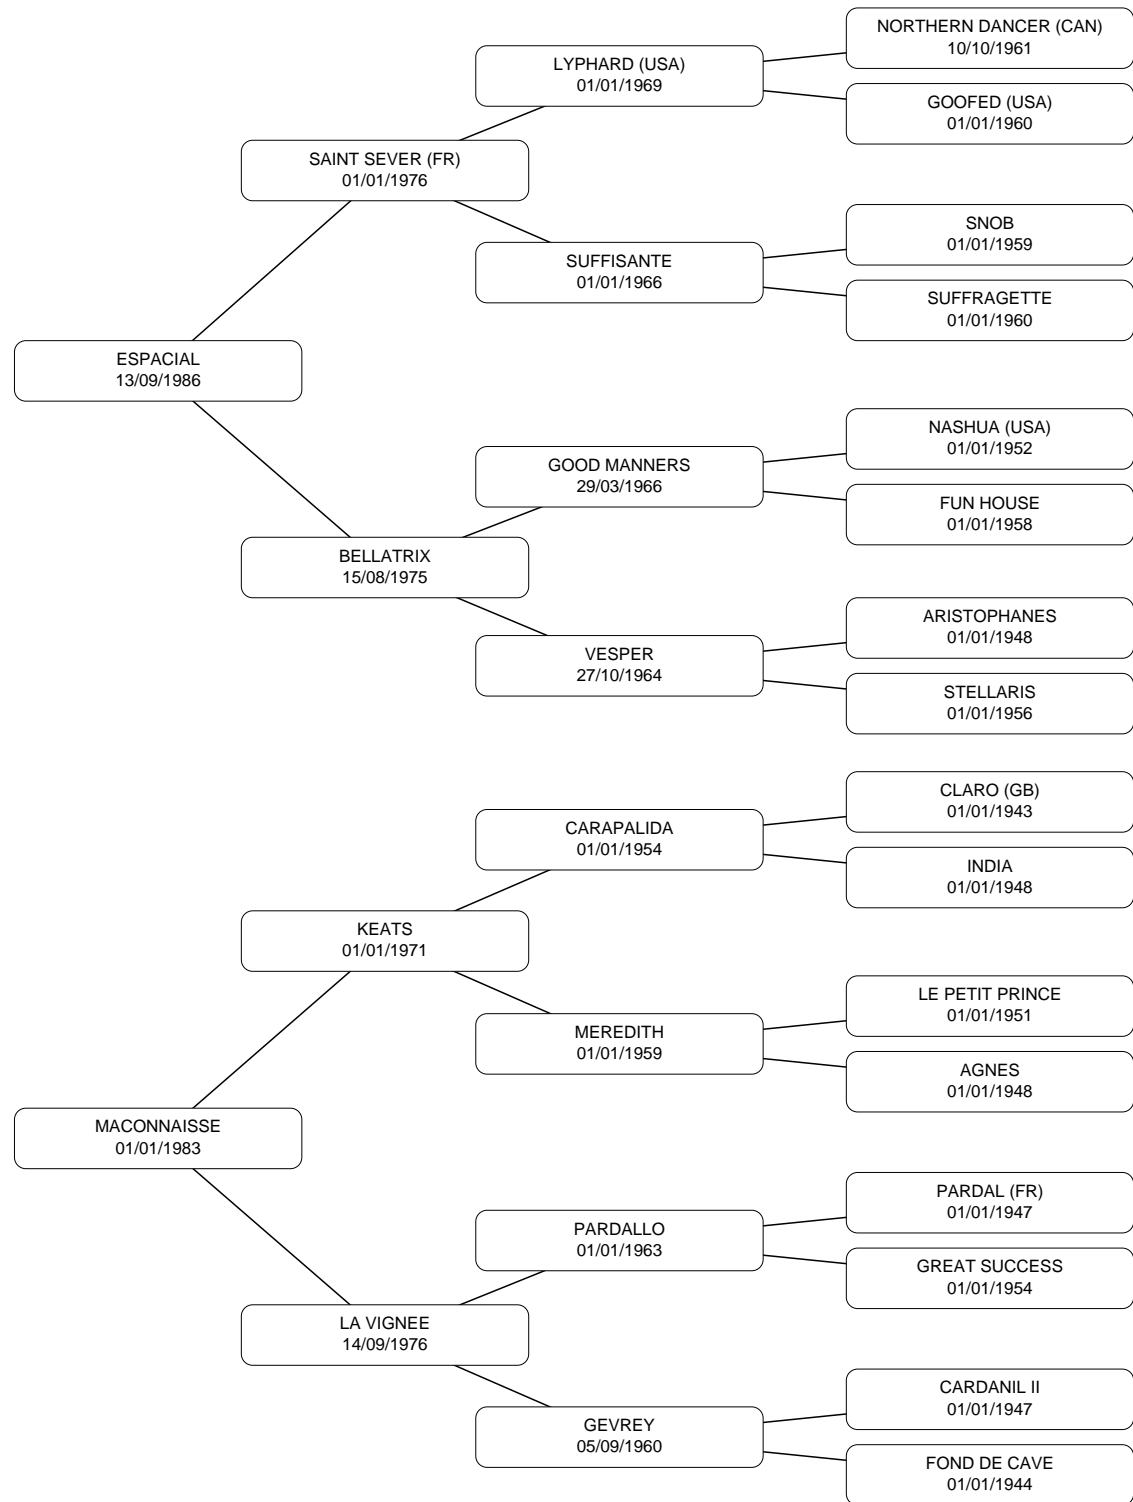 NORTHERN DANCER (CAN)
10/10/1961
LYPHARD (USA)
01/01/1969
GOOFED (USA)
01/01/1960
SAINT SEVER (FR)
01/01/1976
SNOB
01/01/1959
SUFFISANTE
01/01/1966
SUFFRAGETTE
01/01/1960
ESPACIAL
13/09/1986
NASHUA (USA)
01/01/1952
GOOD MANNERS
29/03/1966
FUN HOUSE
01/01/1958
BELLATRIX
15/08/1975
ARISTOPHANES
01/01/1948
VESPER
27/10/1964
STELLARIS
01/01/1956
CLARO (GB)
01/01/1943
CARAPALIDA
01/01/1954
INDIA
01/01/1948
KEATS
01/01/1971
LE PETIT PRINCE
01/01/1951
MEREDITH
01/01/1959
AGNES
01/01/1948
MACONNAISSE
01/01/1983
PARDAL (FR)
01/01/1947
PARDALLO
01/01/1963
GREAT SUCCESS
01/01/1954
LA VIGNEE
14/09/1976
CARDANIL II
01/01/1947
GEVREY
05/09/1960
FOND DE CAVE
01/01/1944